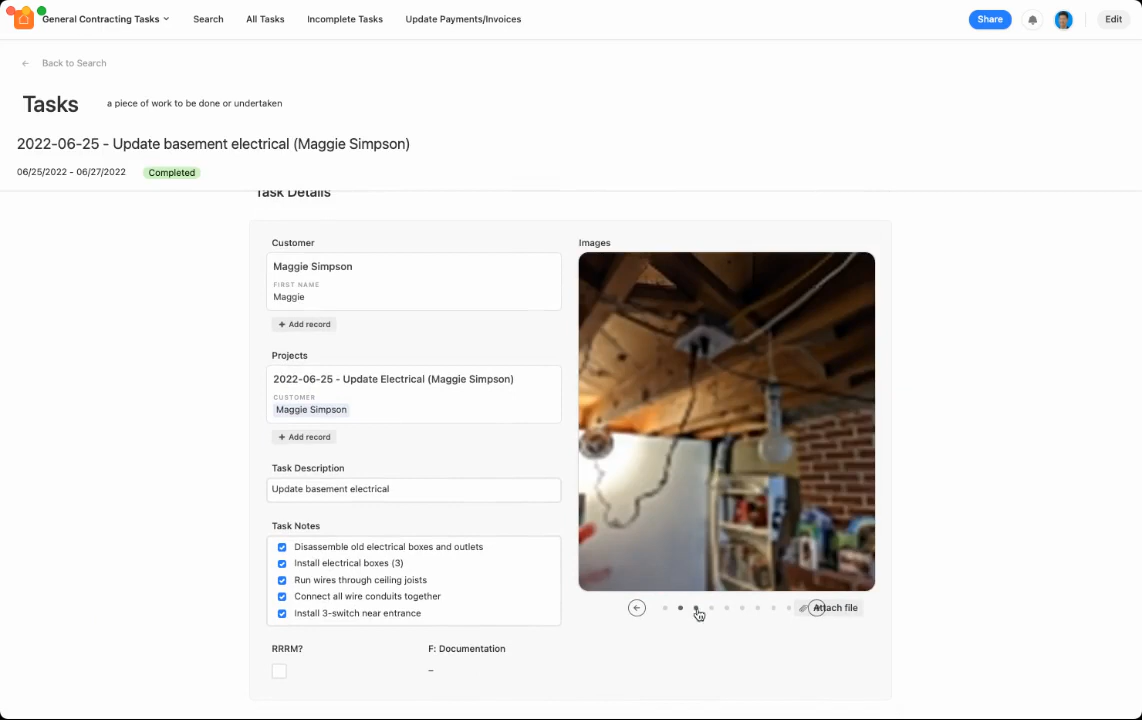 General Contracting Tasks
Search
All Tasks
Incomplete Tasks
Update Payments/Invoices
Share
Edit
← Back to Search
Tasks
a piece of work to be done or undertaken
2022-06-25 - Update basement electrical (Maggie Simpson)
06/25/2022 - 06/27/2022
Completed
Task Details
Customer
Maggie Simpson
FIRST NAME
Maggie
+ Add record
Projects
2022-06-25 - Update Electrical (Maggie Simpson)
CUSTOMER
Maggie Simpson
+ Add record
Task Description
Update basement electrical
Task Notes
Disassemble old electrical boxes and outlets
Install electrical boxes (3)
Run wires through ceiling joists
Connect all wire conduits together
Install 3-switch near entrance
RRRM?
F: Documentation
–
Images
Attach file